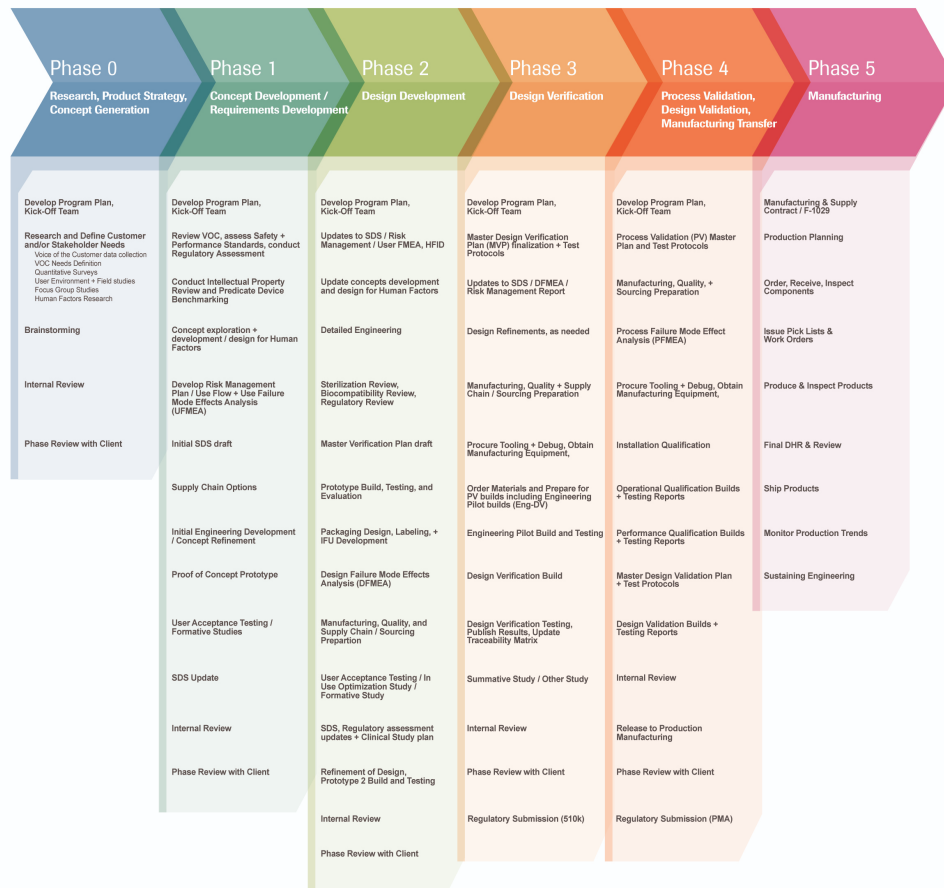 Phase 0
Research, Product Strategy,
Concept Generation
Phase 1
Concept Development /
Requirements Development
Phase 2
Design Development
Phase 3
Design Verification
Phase 4
Process Validation,
Design Validation,
Manufacturing Transfer
Phase 5
Manufacturing
Develop Program Plan,
Kick-Off Team
Research and Define Customer
and/or Stakeholder Needs
Voice of the Customer data collection
VOC Needs Definition
Quantitative Surveys
User Environment + Field studies
Focus Group Studies
Human Factors Research
Brainstorming
Internal Review
Phase Review with Client
Develop Program Plan,
Kick-Off Team
Review VOC, assess Safety +
Performance Standards, conduct
Regulatory Assessment
Conduct Intellectual Property
Review and Predicate Device
Benchmarking
Concept exploration +
development / design for Human
Factors
Develop Risk Management
Plan / Use Flow + Use Failure
Mode Effects Analysis
(UFMEA)
Initial SDS draft
Supply Chain Options
Initial Engineering Development
/ Concept Refinement
Proof of Concept Prototype
User Acceptance Testing /
Formative Studies
SDS Update
Internal Review
Phase Review with Client
Develop Program Plan,
Kick-Off Team
Updates to SDS / Risk
Management / User FMEA, HFID
Update concepts development
and design for Human Factors
Detailed Engineering
Sterilization Review,
Biocompatibility Review,
Regulatory Review
Master Verification Plan draft
Prototype Build, Testing, and
Evaluation
Packaging Design, Labeling, +
IFU Development
Design Failure Mode Effects
Analysis (DFMEA)
Manufacturing, Quality, and
Supply Chain / Sourcing
Prepartion
User Acceptance Testing / In
Use Optimization Study /
Formative Study
SDS, Regulatory assessment
updates + Clinical Study plan
Refinement of Design,
Prototype 2 Build and Testing
Internal Review
Phase Review with Client
Develop Program Plan,
Kick-Off Team
Master Design Verification
Plan (MVP) finalization + Test
Protocols
Updates to SDS / DFMEA /
Risk Management Report
Design Refinements, as needed
Manufacturing, Quality + Supply
Chain / Sourcing Preparation
Procure Tooling + Debug, Obtain
Manufacturing Equipment,
Order Materials and Prepare for
PV builds including Engineering
Pilot builds (Eng-DV)
Engineering Pilot Build and Testing
Design Verification Build
Design Verification Testing,
Publish Results, Update
Traceability Matrix
Summative Study / Other Study
Internal Review
Phase Review with Client
Regulatory Submission (510k)
Develop Program Plan,
Kick-Off Team
Process Validation (PV) Master
Plan and Test Protocols
Manufacturing, Quality, +
Sourcing Preparation
Process Failure Mode Effect
Analysis (PFMEA)
Procure Tooling + Debug, Obtain
Manufacturing Equipment,
Installation Qualification
Operational Qualification Builds
+ Testing Reports
Performance Qualification Builds
+ Testing Reports
Master Design Validation Plan
+ Test Protocols
Design Validation Builds +
Testing Reports
Internal Review
Release to Production
Manufacturing
Phase Review with Client
Regulatory Submission (PMA)
Manufacturing & Supply
Contract / F-1029
Production Planning
Order, Receive, Inspect
Components
Issue Pick Lists &
Work Orders
Produce & Inspect Products
Final DHR & Review
Ship Products
Monitor Production Trends
Sustaining Engineering